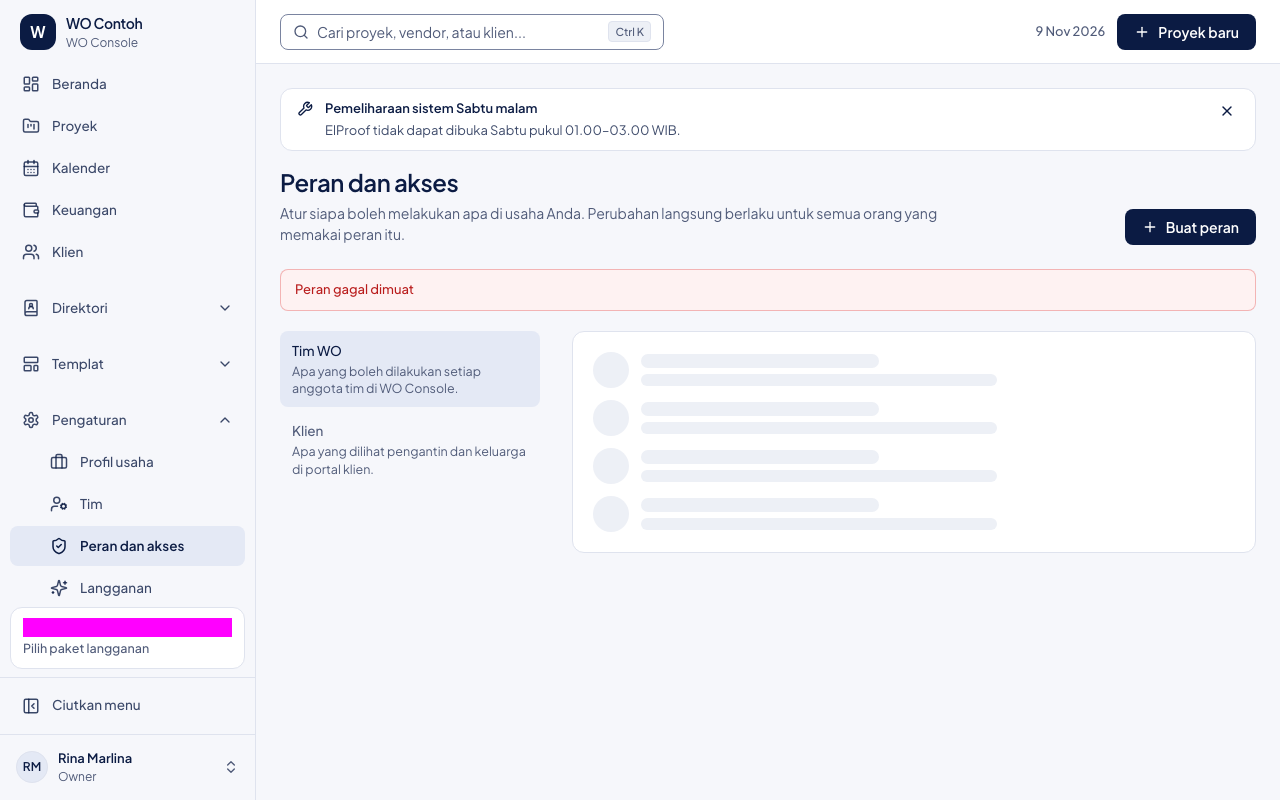 W
WO Contoh
WO Console
Cari proyek, vendor, atau klien...
Ctrl K
9 Nov 2026
Proyek baru
Beranda
Proyek
Kalender
Keuangan
Klien
Direktori
Templat
Pengaturan
Profil usaha
Tim
Peran dan akses
Langganan
Pilih paket langganan
Ciutkan menu
RM
Rina Marlina
Owner
Pemeliharaan sistem Sabtu malam
ElProof tidak dapat dibuka Sabtu pukul 01.00–03.00 WIB.
Peran dan akses
Atur siapa boleh melakukan apa di usaha Anda. Perubahan langsung berlaku untuk semua orang yang
memakai peran itu.
Buat peran
Peran gagal dimuat
Tim WO
Apa yang boleh dilakukan setiap
anggota tim di WO Console.
Klien
Apa yang dilihat pengantin dan keluarga
di portal klien.